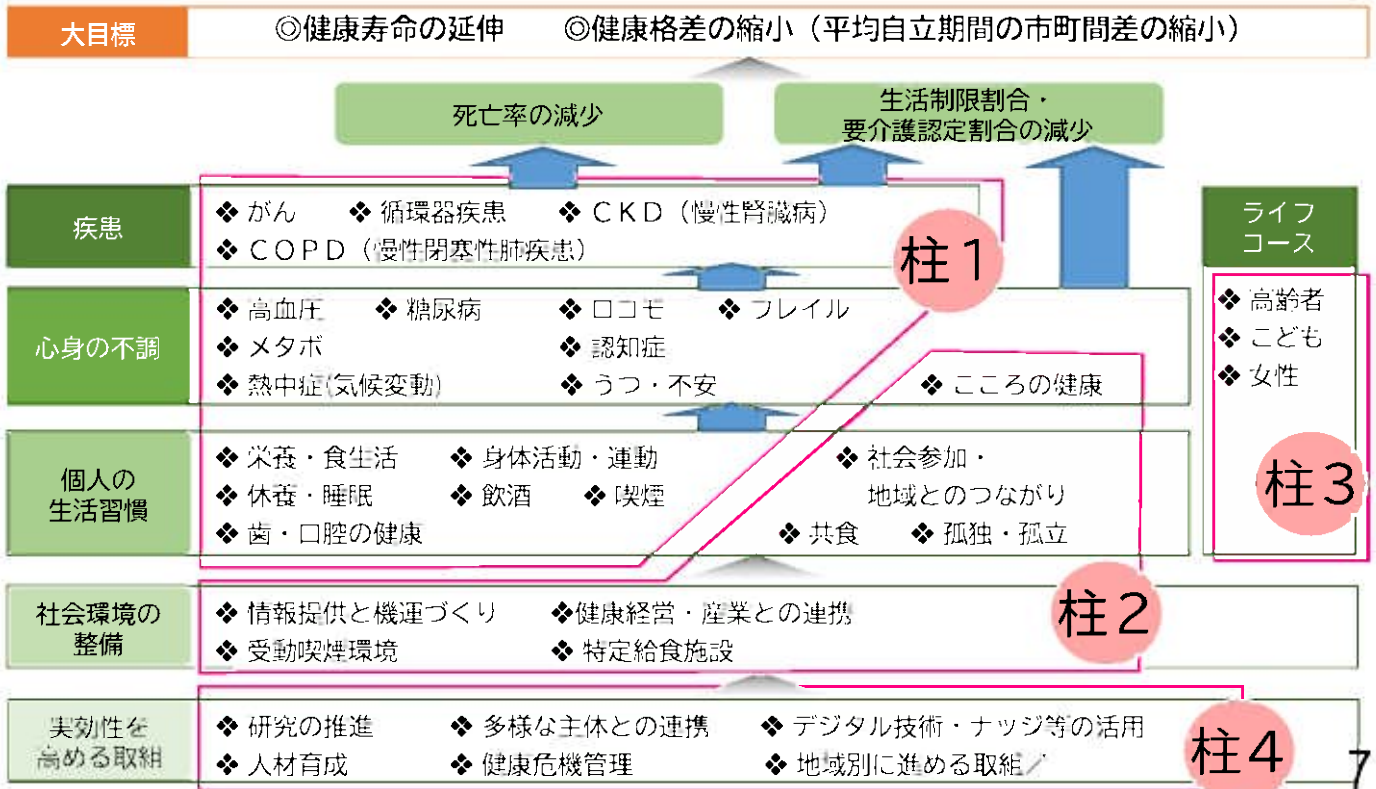 大目標
◎健康寿命の延伸 ◎健康格差の縮小（平均自立期間の市町間差の縮小）
死亡率の減少
生活制限割合・
要介護認定割合の減少
疾患
❖ がん ❖ 循環器疾患 ❖ ＣＫＤ（慢性腎臓病）
❖ ＣＯＰＤ（慢性閉塞性肺疾患）
柱１
ライフ
コース
❖ 高齢者
❖ こども
❖ 女性
柱３
心身の不調
❖ 高血圧 ❖ 糖尿病 ❖ ロコモ ❖ フレイル
❖ メタボ ❖ 認知症
❖ 熱中症(気候変動) ❖ うつ・不安 ❖ こころの健康
個人の
生活習慣
❖ 栄養・食生活 ❖ 身体活動・運動 ❖ 社会参加・
地域とのつながり
❖ 休養・睡眠 ❖ 飲酒 ❖ 喫煙
❖ 歯・口腔の健康 ❖ 共食 ❖ 孤独・孤立
社会環境の
整備
❖ 情報提供と機運づくり ❖健康経営・産業との連携
❖ 受動喫煙環境 ❖ 特定給食施設
柱２
実効性を
高める取組
❖ 研究の推進 ❖ 多様な主体との連携 ❖ デジタル技術・ナッジ等の活用
❖ 人材育成 ❖ 健康危機管理 ❖ 地域別に進める取組
柱４
7